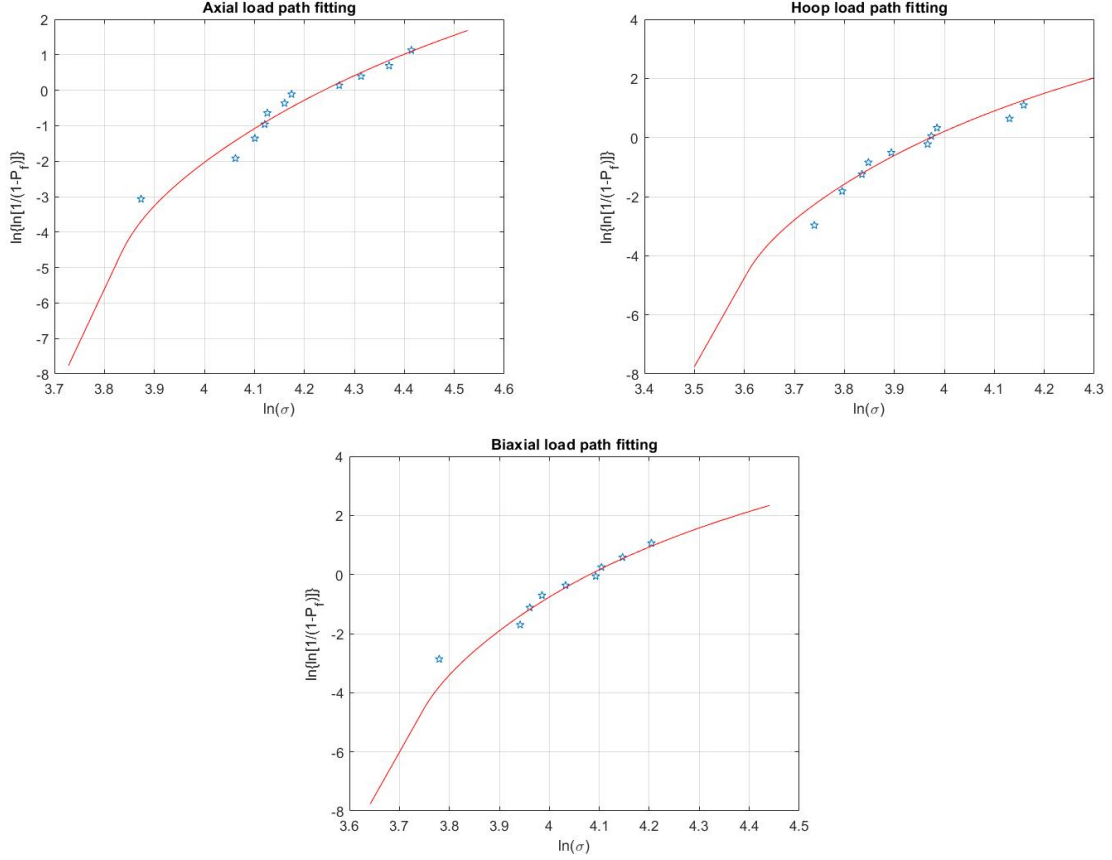 Axial load path fitting
2
1
0
-1
-2
-3
-4
-5
-6
-7
-8
3.7 3.8 3.9 4 4.1 4.2 4.3 4.4 4.5 4.6
ln(σ)
ln{ln[1/(1-P_f)]]}
Hoop load path fitting
4
2
0
-2
-4
-6
-8
3.4 3.5 3.6 3.7 3.8 3.9 4 4.1 4.2 4.3
ln(σ)
ln{ln[1/(1-P_f)]]}
Biaxial load path fitting
4
2
0
-2
-4
-6
-8
3.6 3.7 3.8 3.9 4 4.1 4.2 4.3 4.4 4.5
ln(σ)
ln{ln[1/(1-P_f)]]}